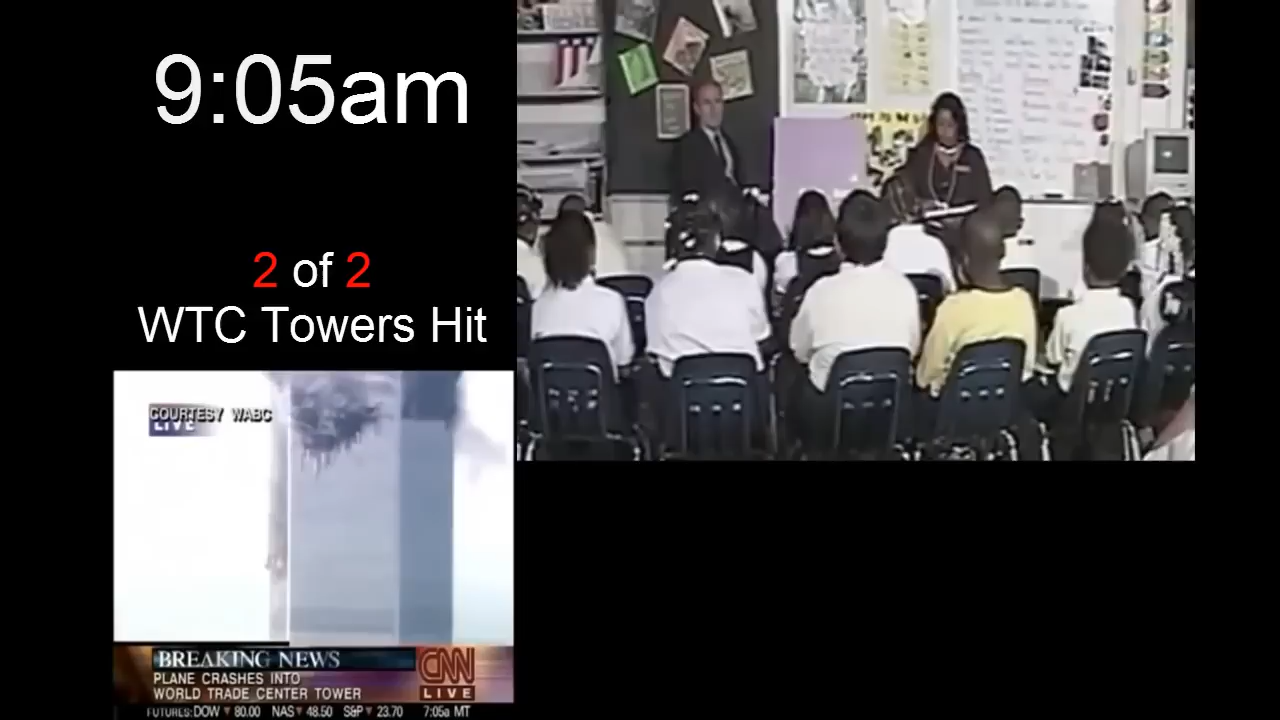 9:05am
2 of 2
WTC Towers Hit
COURTESY WABC
LIVE
BREAKING NEWS
PLANE CRASHES INTO
WORLD TRADE CENTER TOWER
CNN
LIVE
FUTURES: DOW ▼ 80.00 NAS ▼ 48.50 S&P ▼ 23.70 7:05a MT